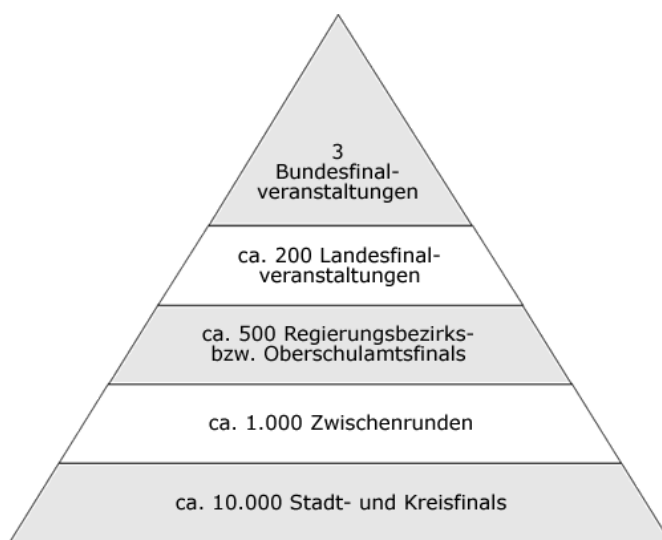 3
Bundesfinal-
veranstaltungen
ca. 200 Landesfinal-
veranstaltungen
ca. 500 Regierungsbezirks-
bzw. Oberschulamtsfinals
ca. 1.000 Zwischenrunden
ca. 10.000 Stadt- und Kreisfinals